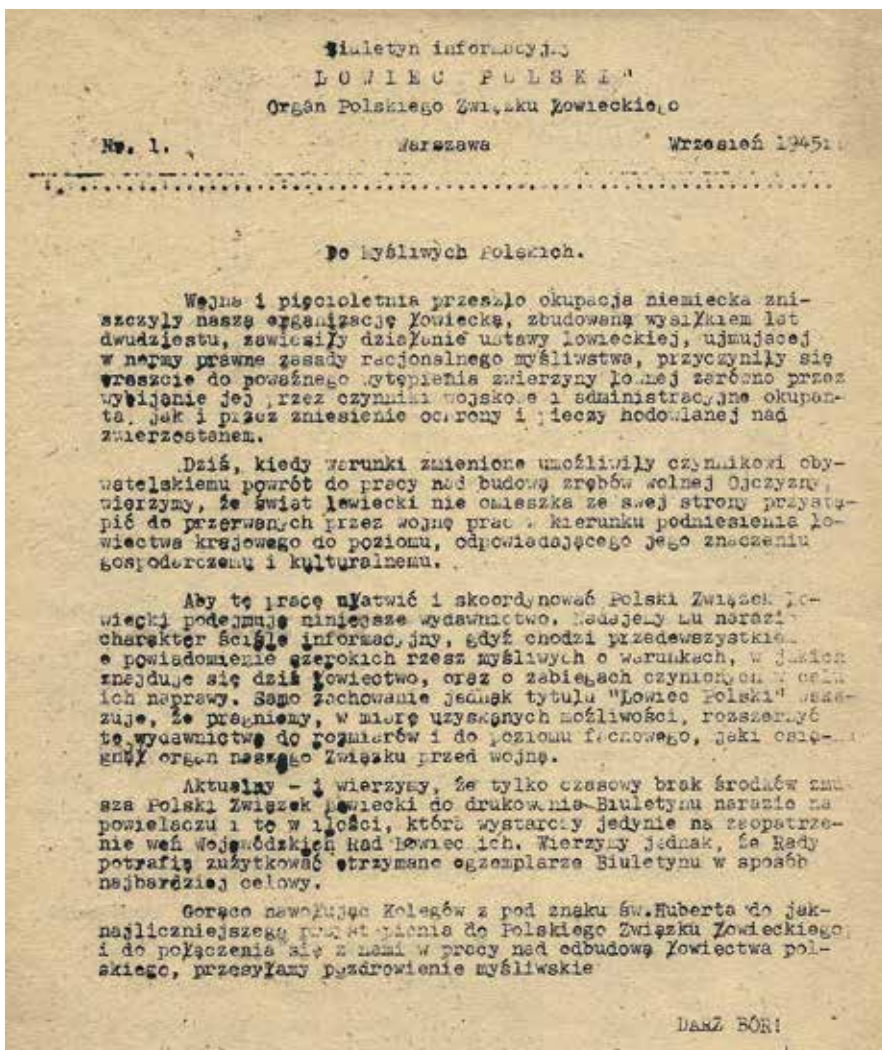 Biuletyn informacyjny
ŁOWIEC POLSKI"
Organ Polskiego Związku Łowieckiego
Nr. 1. Warszawa Wrzesień 1945r.
Do Myśliwych Polskich.
Wojna i pięcioletnia przeszło okupacja niemiecka zni-
szczyły naszą organizację Łowiecką, zbudowaną wysiłkiem lat
dwudziestu, zawiesiły działanie ustawy łowieckiej, ujmującej
w normy prawne zasady racjonalnego myśliwstwa, przyczyniły się
wreszcie do poważnego wytępienia zwierzyny łownej zarówno przez
wybijanie jej przez czynniki wojskowe i administracyjne okupan-
ta, jak i przez zniesienie ochrony i pieczy hodowlanej nad
zwierzostanem.
Dziś, kiedy warunki zmienione umożliwiły czynnikowi oby-
watelskiemu powrót do pracy nad budową zrębów wolnej Ojczyzny,
wierzymy, że świat łowiecki nie omieszka ze swej strony przystą-
pić do przerwanych przez wojnę prac w kierunku podniesienia ło-
wiectwa krajowego do poziomu, odpowiadającego jego znaczeniu
gospodarczemu i kulturalnemu.
Aby tę pracę ułatwić i skoordynować Polski Związek Ło-
wiecki podejmuje niniejsze wydawnictwo. Nadajemy mu narazie
charakter ściśle informacyjny, gdyż chodzi przedewszystkiem
o powiadomienie szerokich rzesz myśliwych o warunkach, w jakich
znajduje się dziś Łowiectwo, oraz o zabiegach czynionych w celu
ich naprawy. Samo zachowanie jednak tytułu "Łowiec Polski" wska-
zuje, że pragniemy, w miarę uzyskanych możliwości, rozszerzyć
to wydawnictwo do rozmiarów i do poziomu fachowego, jaki osią-
gnął organ naszego Związku przed wojną.
Aktualny - i wierzymy, że tylko czasowy brak środków zmu
sza Polski Związek Łowiecki do drukowania Biuletynu narazie na
powielaczu i to w ilości, która wystarczy jedynie na zaopatrze-
nie weń Wojewódzkich Rad Łowiec ich. Wierzymy jednak, że Rady
potrafią zużytkować otrzymane egzemplarze Biuletynu w sposób
najbardziej celowy.
Gorąco nawołując Kolegów z pod znaku św.Huberta do jak-
najliczniejszego przystąpienia do Polskiego Związku Łowieckiego
i do połączenia się z nami w pracy nad odbudową Łowiectwa pol-
skiego, przesyłamy pozdrowienie myśliwskie
DARZ BÓR!